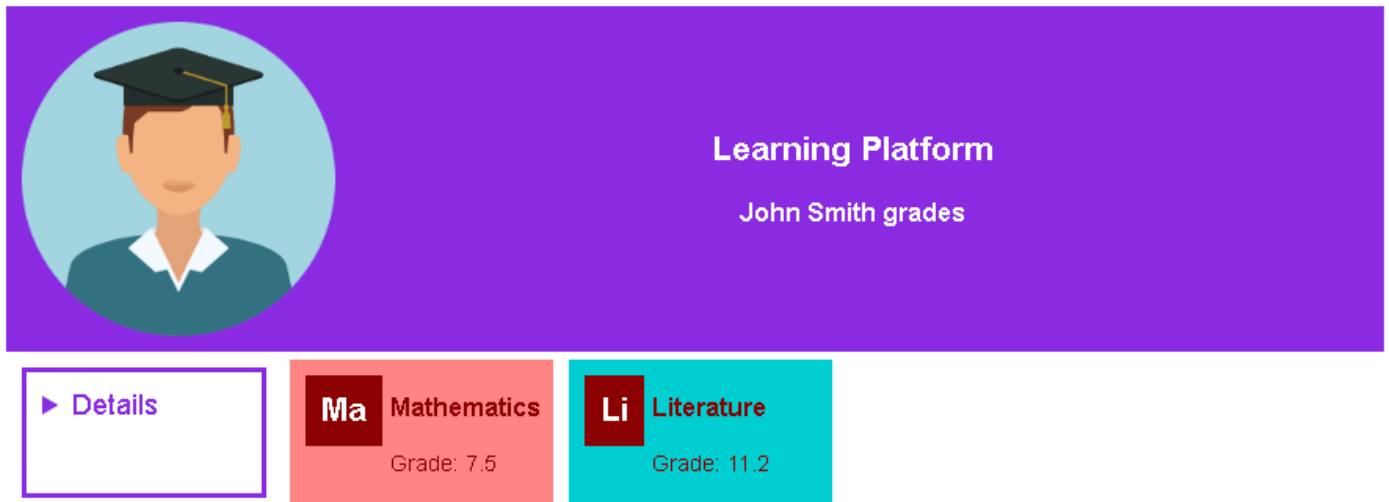 Learning Platform
John Smith grades
Details
Ma Mathematics
Grade: 7.5
Li Literature
Grade: 11.2